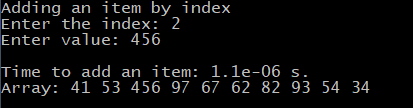 Adding an item by index
Enter the index: 2
Enter value: 456
Time to add an item: 1.1e-06 s.
Array: 41 53 456 97 67 62 82 93 54 34